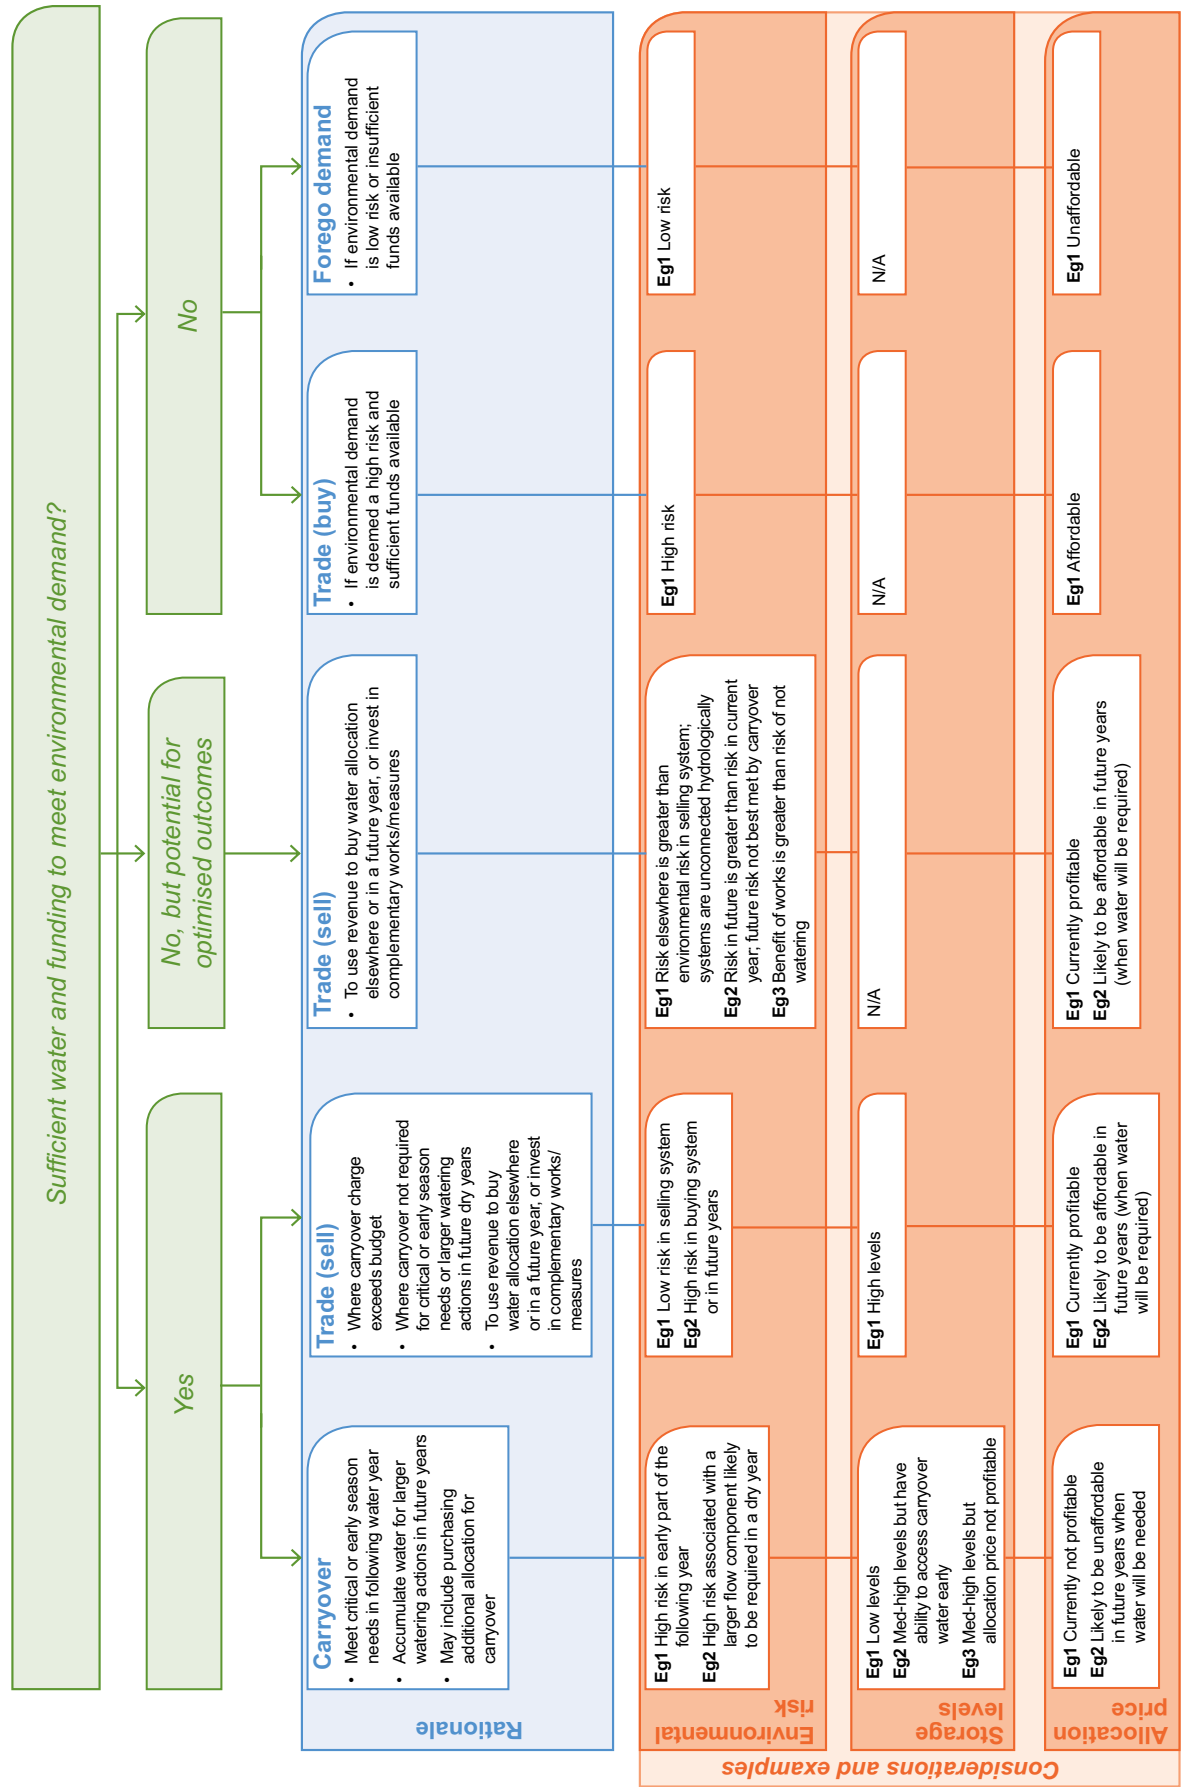 Sufficient water and funding to meet environmental demand?
Yes
No, but potential for
optimised outcomes
No
Rationale
Carryover
• Meet critical or early season
needs in following water year
• Accumulate water for larger
watering actions in future years
• May include purchasing
additional allocation for
carryover
Trade (sell)
• Where carryover charge
exceeds budget
• Where carryover not required
for critical or early season
needs or larger watering
actions in future dry years
• To use revenue to buy
water allocation elsewhere
or in a future year, or invest
in complementary works/
measures
Trade (sell)
• To use revenue to buy water allocation
elsewhere or in a future year, or invest in
complementary works/measures
Trade (buy)
• If environmental demand
is deemed a high risk and
sufficient funds available
Forego demand
• If environmental demand
is low risk or insufficient
funds available
Considerations and examples
Environmental
risk
Eg1 High risk in early part of the
following year
Eg2 High risk associated with a
larger flow component likely
to be required in a dry year
Eg1 Low risk in selling system
Eg2 High risk in buying system
or in future years
Eg1 Risk elsewhere is greater than
environmental risk in selling system;
systems are unconnected hydrologically
Eg2 Risk in future is greater than risk in current
year; future risk not best met by carryover
Eg3 Benefit of works is greater than risk of not
watering
Eg1 High risk
Eg1 Low risk
Storage
levels
Eg1 Low levels
Eg2 Med-high levels but have
ability to access carryover
water early
Eg3 Med-high levels but
allocation price not profitable
Eg1 High levels
N/A
N/A
N/A
Allocation
price
Eg1 Currently not profitable
Eg2 Likely to be unaffordable
in future years when
water will be needed
Eg1 Currently profitable
Eg2 Likely to be affordable in
future years (when water
will be required)
Eg1 Currently profitable
Eg2 Likely to be affordable in future years
(when water will be required)
Eg1 Affordable
Eg1 Unaffordable